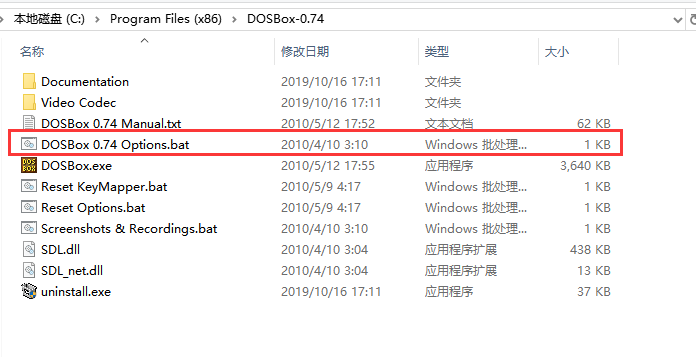 本地磁盘 (C:) Program Files (x86) DOSBox-0.74
名称 修改日期 类型 大小
Documentation 2019/10/16 17:11 文件夹
Video Codec 2019/10/16 17:11 文件夹
DOSBox 0.74 Manual.txt 2010/5/12 17:52 文本文档 62 KB
DOSBox 0.74 Options.bat 2010/4/10 3:10 Windows 批处理... 1 KB
DOSBox.exe 2010/5/12 17:55 应用程序 3,640 KB
Reset KeyMapper.bat 2010/5/9 4:17 Windows 批处理... 1 KB
Reset Options.bat 2010/5/9 4:17 Windows 批处理... 1 KB
Screenshots & Recordings.bat 2010/4/10 3:10 Windows 批处理... 1 KB
SDL.dll 2010/4/10 3:04 应用程序扩展 438 KB
SDL_net.dll 2010/4/10 3:04 应用程序扩展 13 KB
uninstall.exe 2019/10/16 17:11 应用程序 37 KB